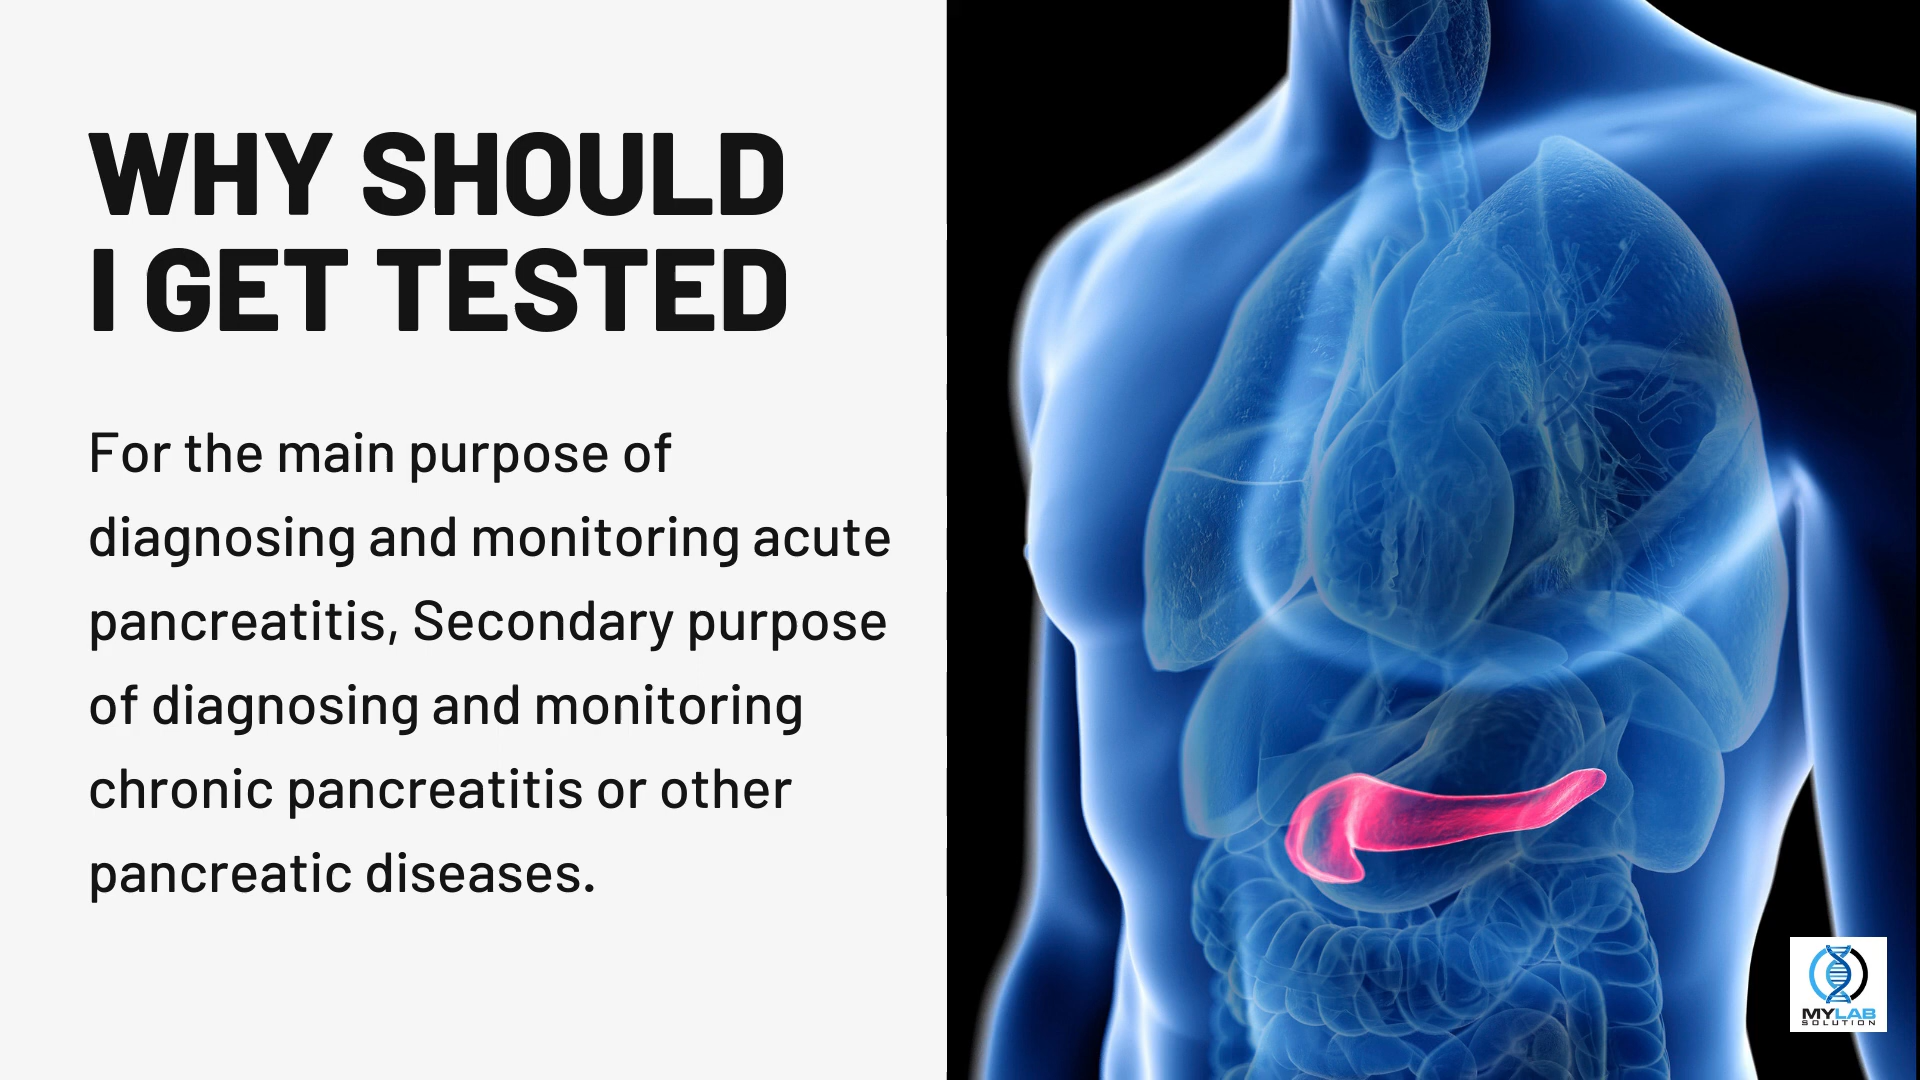 WHY SHOULD
I GET TESTED
For the main purpose of
diagnosing and monitoring acute
pancreatitis, Secondary purpose
of diagnosing and monitoring
chronic pancreatitis or other
pancreatic diseases.
MYLAB
SOLUTION